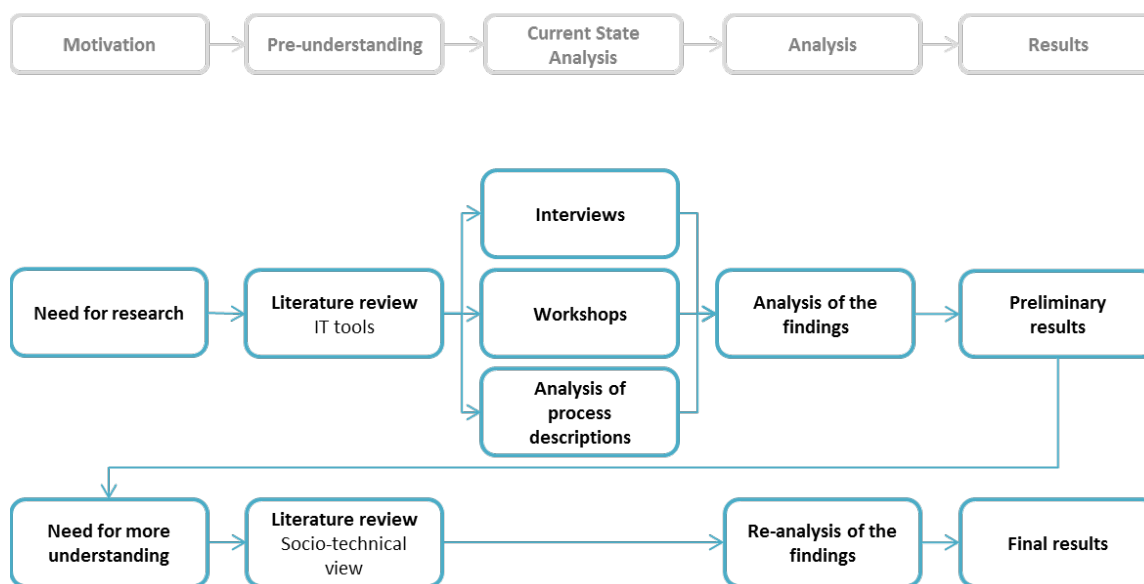 Motivation
Pre-understanding
Current State
Analysis
Analysis
Results
Interviews
Need for research
Literature review
IT tools
Workshops
Analysis of the
findings
Preliminary
results
Analysis of
process
descriptions
Need for more
understanding
Literature review
Socio-technical
view
Re-analysis of the
findings
Final results